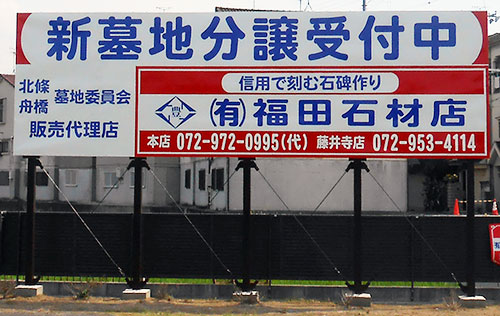 新墓地分譲受付中
北條
舟橋
墓地委員会
販売代理店
信用で刻む石碑作り
豊
(有)福田石材店
本店 072-972-0995(代) 藤井寺店 072-953-4114